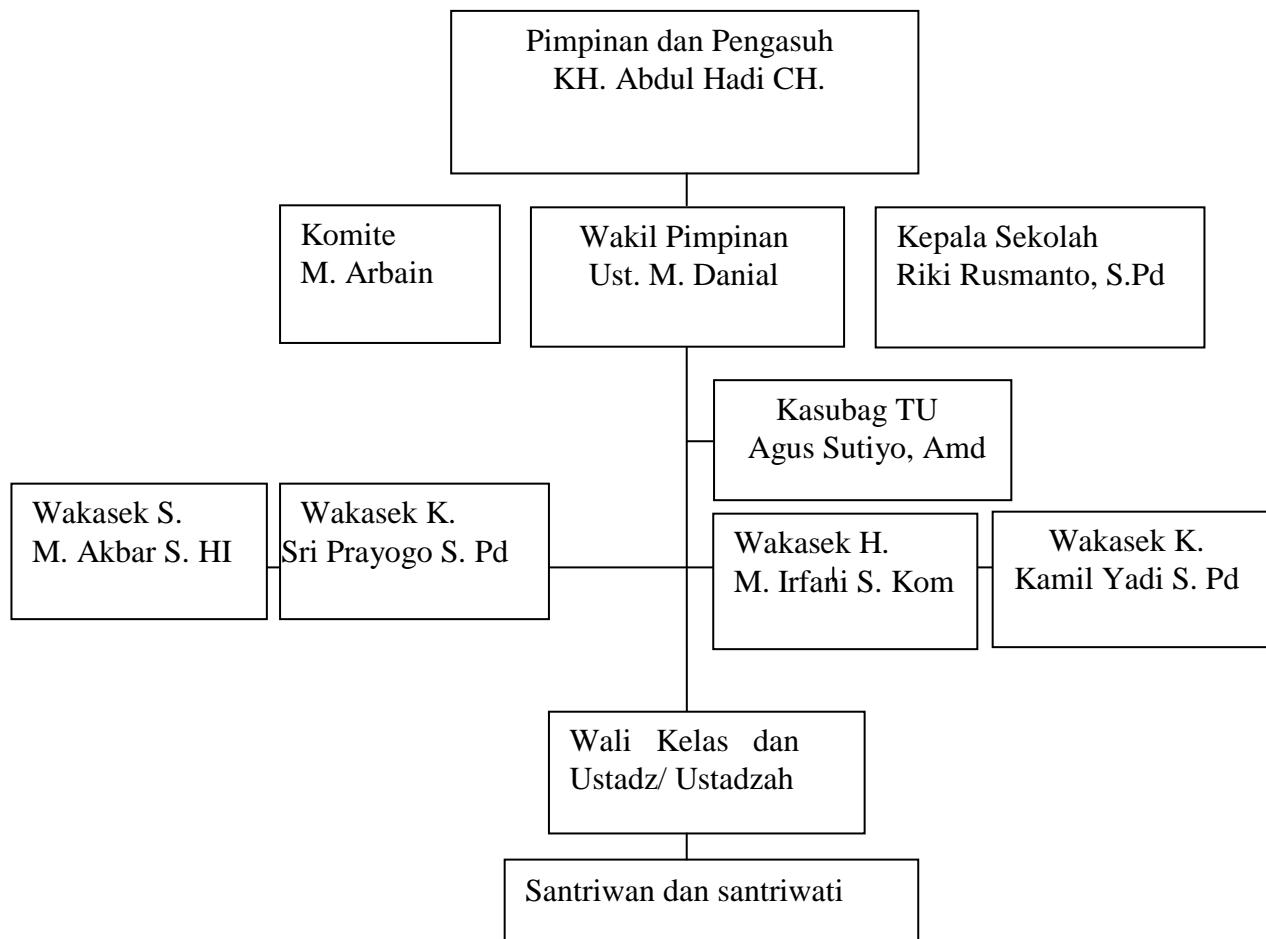 Pimpinan dan Pengasuh
KH. Abdul Hadi CH.
Komite
M. Arbain
Wakil Pimpinan
Ust. M. Danial
Kepala Sekolah
Riki Rusmanto, S.Pd
Kasubag TU
Agus Sutiyo, Amd
Wakasek S.
M. Akbar S. HI
Wakasek K.
Sri Prayogo S. Pd
Wakasek H.
M. Irfani S. Kom
Wakasek K.
Kamil Yadi S. Pd
Wali Kelas dan
Ustadz/ Ustadzah
Santriwan dan santriwati